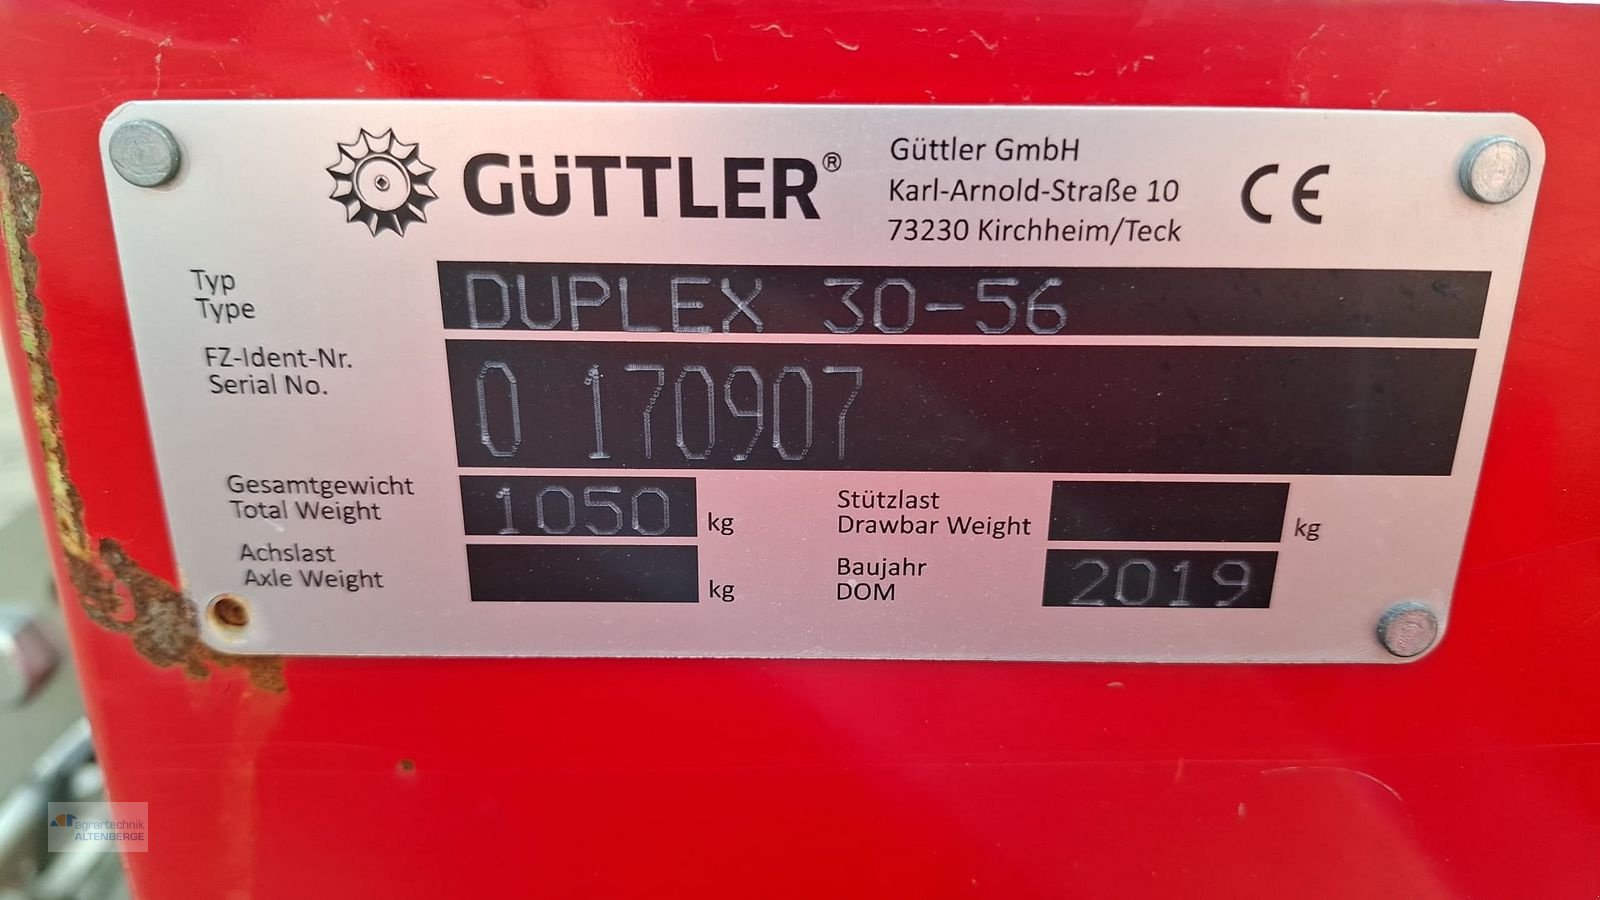 GÜTTLER®
Güttler GmbH
Karl-Arnold-Straße 10
73230 Kirchheim/Teck
CE
Typ
Type
DUPLEX 30-56
FZ-Ident-Nr.
Serial No.
0 170907
Gesamtgewicht
Total Weight
1050 kg
Stützlast
Drawbar Weight
kg
Achslast
Axle Weight
kg
Baujahr
DOM
2019
agrartechnik
ALTENBERGE